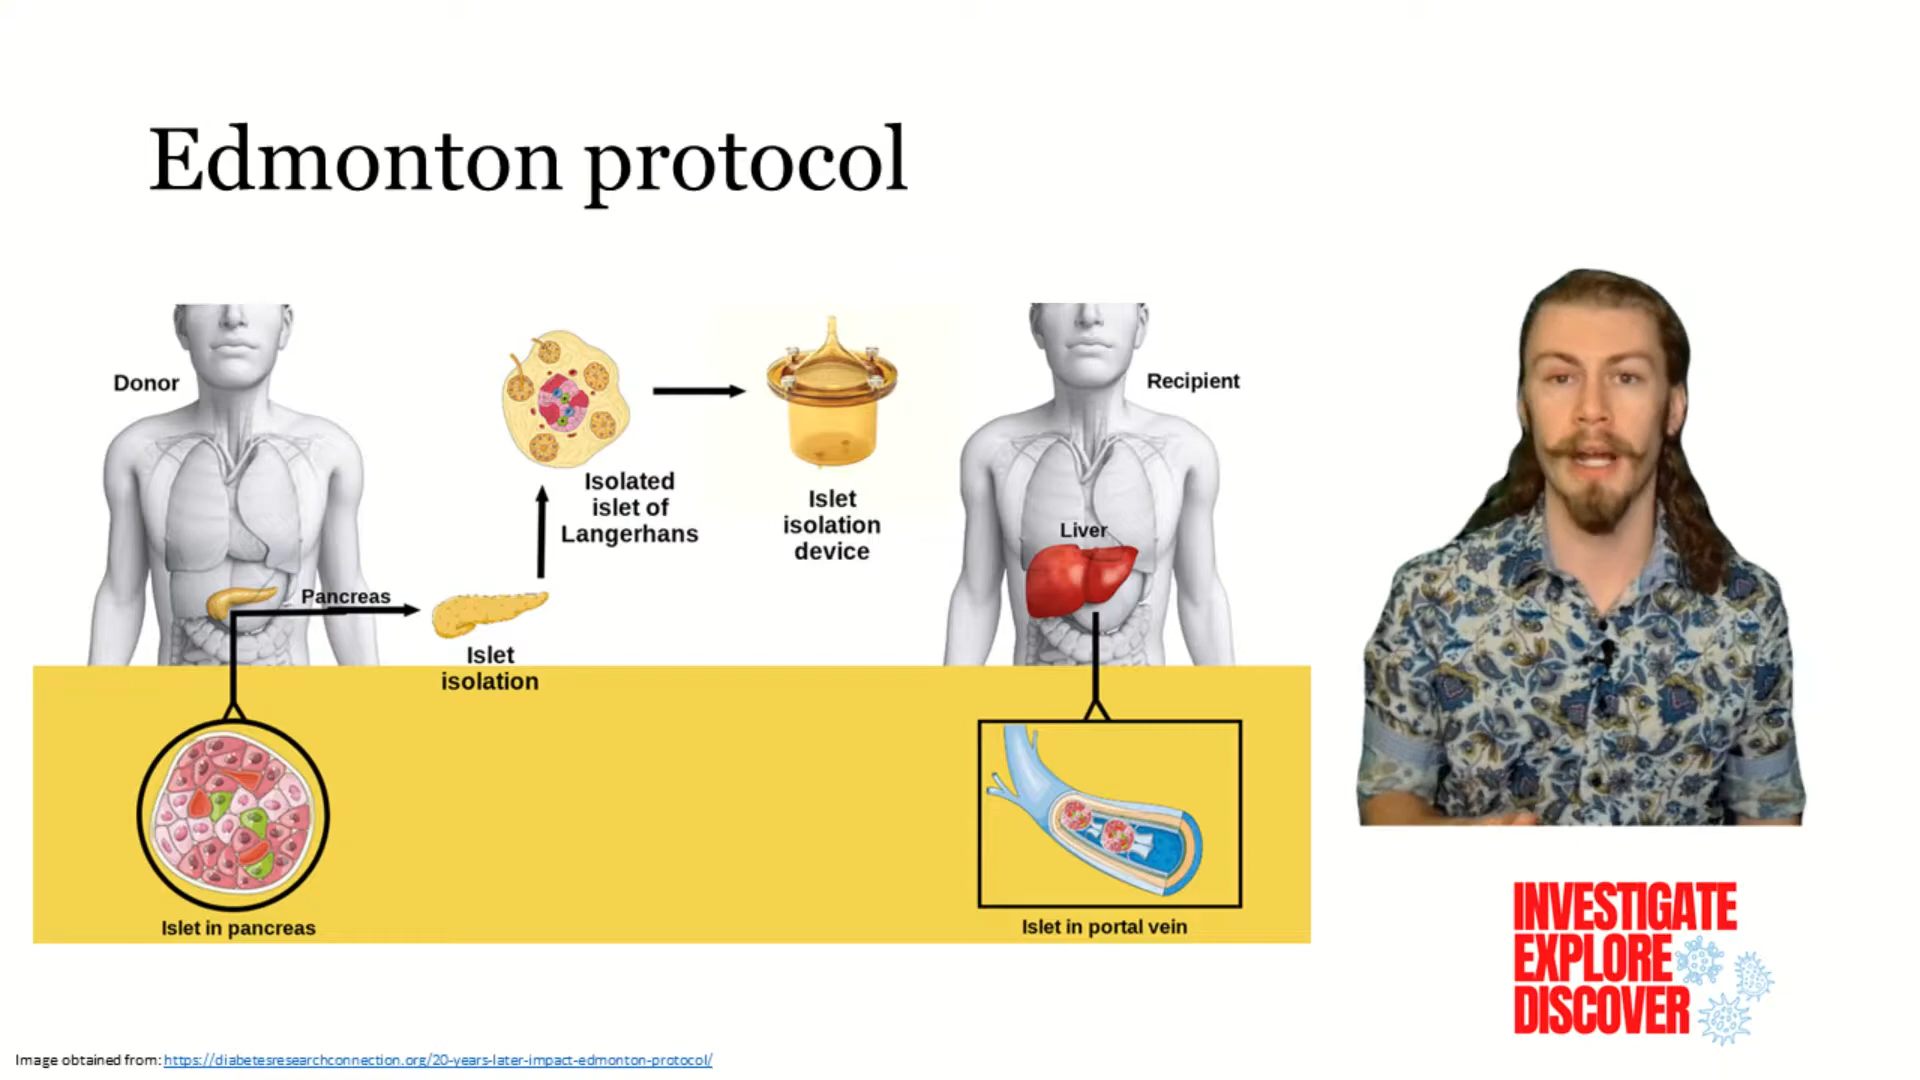 Edmonton protocol
Donor
Pancreas
Islet
isolation
Isolated
islet of
Langerhans
Islet
isolation
device
Recipient
Liver
Islet in pancreas
Islet in portal vein
INVESTIGATE
EXPLORE
DISCOVER
Image obtained from: https://diabetesresearchconnection.org/20-years-later-impact-edmonton-protocol/